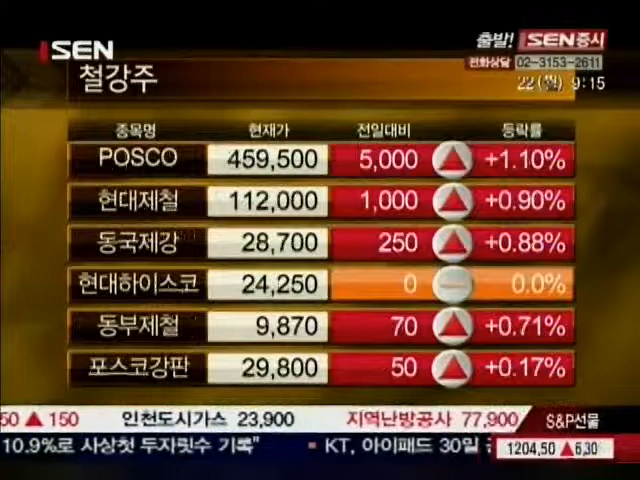 SEN
출발! SEN증시
전화상담 02-3153-2611
철강주
22(월) 9:15
종목명 현재가 전일대비 등락률
POSCO 459,500 5,000 ▲ +1.10%
현대제철 112,000 1,000 ▲ +0.90%
동국제강 28,700 250 ▲ +0.88%
현대하이스코 24,250 0 – 0.0%
동부제철 9,870 70 ▲ +0.71%
포스코강판 29,800 50 ▲ +0.17%
50 ▲ 150 인천도시가스 23,900 지역난방공사 77,900 S&P선물
10.9%로 사상첫 두자릿수 기록" ▪ KT, 아이패드 30일 1204,50 ▲6,30